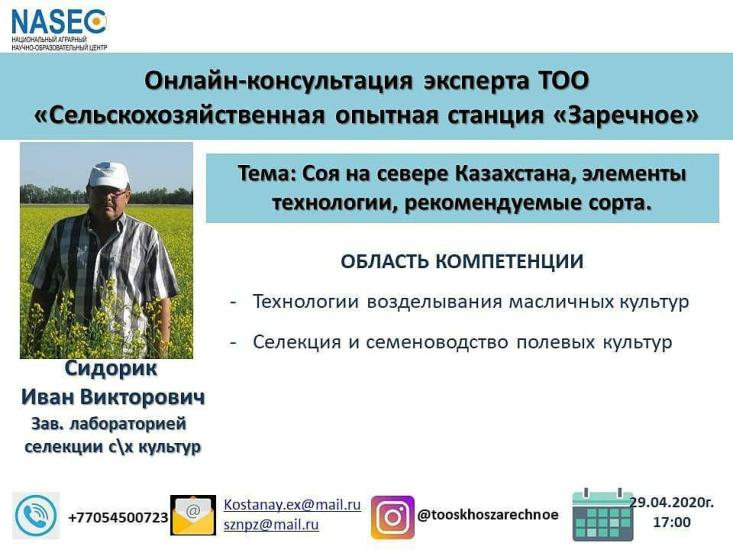 NASEC
НАЦИОНАЛЬНЫЙ АГРАРНЫЙ
НАУЧНО-ОБРАЗОВАТЕЛЬНЫЙ ЦЕНТР
Онлайн-консультация эксперта ТОО
«Сельскохозяйственная опытная станция «Заречное»
Тема: Соя на севере Казахстана, элементы
технологии, рекомендуемые сорта.
ОБЛАСТЬ КОМПЕТЕНЦИИ
- Технологии возделывания масличных культур
- Селекция и семеноводство полевых культур
Сидорик
Иван Викторович
Зав. лабораторией
селекции с\х культур
+77054500723
@
Kostanay.ex@mail.ru
sznpz@mail.ru
@tooskhoszarechnoe
29.04.2020г.
17:00